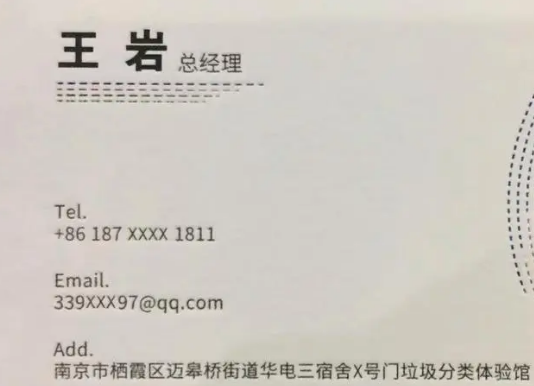 王 岩 总经理
Tel.
+86 187 XXXX 1811
Email.
339XXX97@qq.com
Add.
南京市栖霞区迈皋桥街道华电三宿舍X号门垃圾分类体验馆